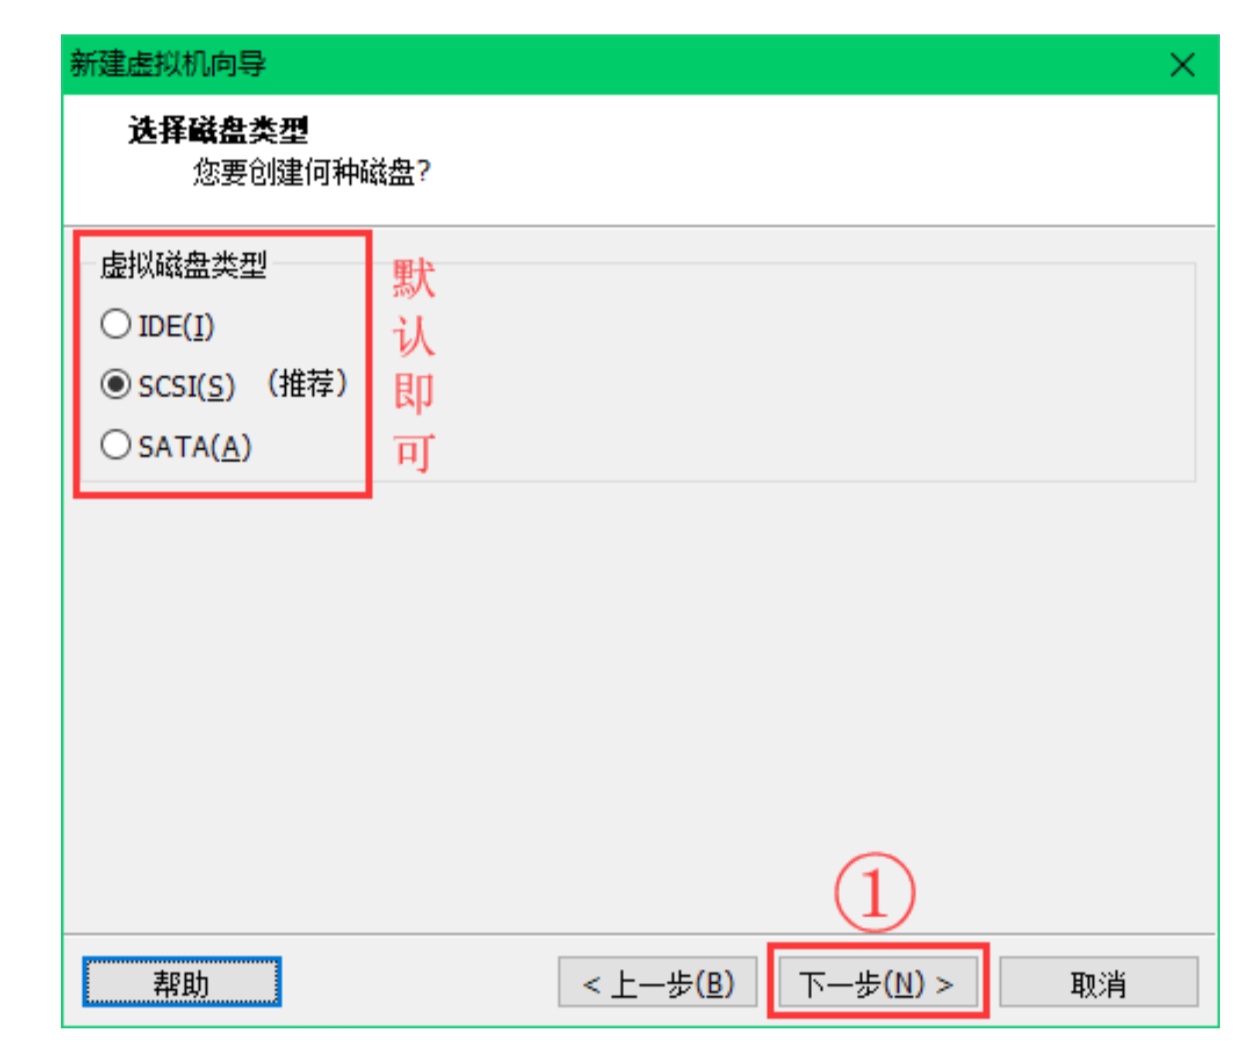 新建虚拟机向导
选择磁盘类型
您要创建何种磁盘?
虚拟磁盘类型
IDE(I)
SCSI(S) （推荐）
SATA(A)
默
认
即
可
①
帮助
< 上一步(B)
下一步(N) >
取消